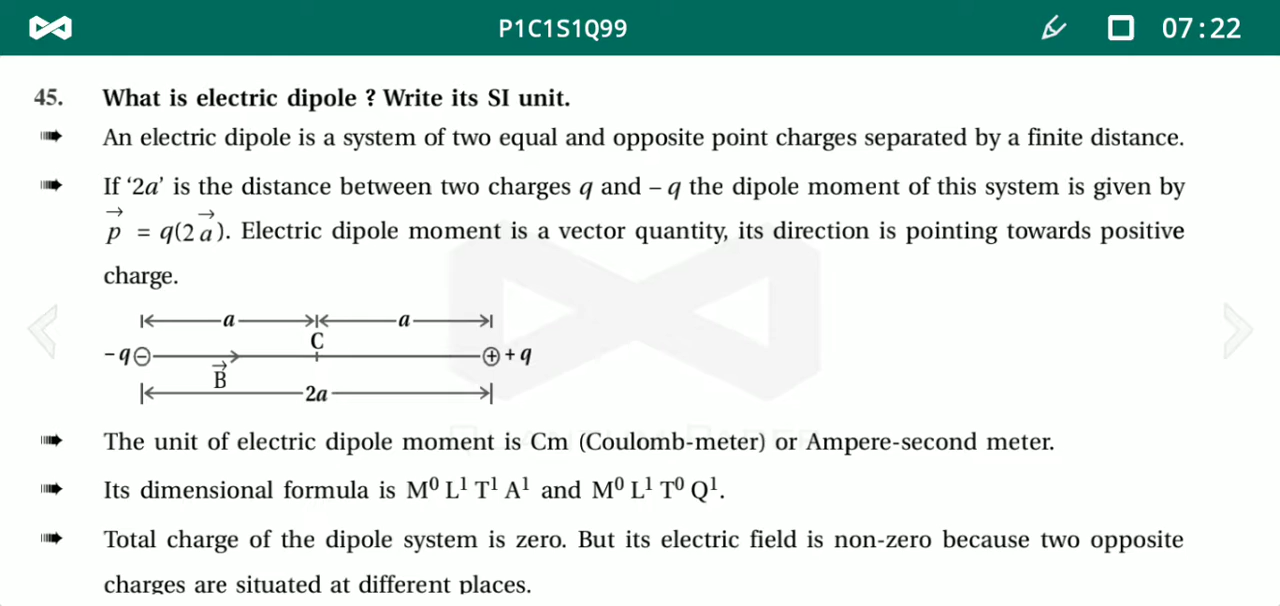 P1C1S1Q99 07:22
45. What is electric dipole ? Write its SI unit.
An electric dipole is a system of two equal and opposite point charges separated by a finite distance.
If ‘2a’ is the distance between two charges q and – q the dipole moment of this system is given by
p⃗ = q(2a⃗). Electric dipole moment is a vector quantity, its direction is pointing towards positive
charge.
a a
C
– q ⊖ ⊕ + q
B⃗
2a
The unit of electric dipole moment is Cm (Coulomb-meter) or Ampere-second meter.
Its dimensional formula is M⁰ L¹ T¹ A¹ and M⁰ L¹ T⁰ Q¹.
Total charge of the dipole system is zero. But its electric field is non-zero because two opposite
charges are situated at different places.